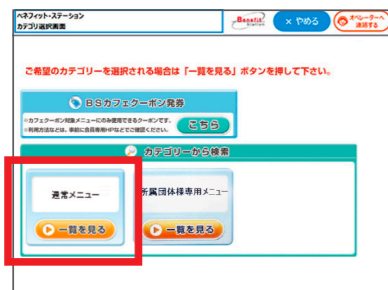 ベネフィット・ステーション
カテゴリ選択画面
Benefit Station
× やめる
オペレーターへ
連絡する
ご希望のカテゴリーを選択される場合は「一覧を見る」ボタンを押して下さい。
BSカフェクーポン発券
※カフェクーポン対象メニューにのみ使用できるクーポンです。
※利用方法などは、事前に会員専用HPなどでご確認ください。
こちら
カテゴリーから検索
通常メニュー
所属団体様専用メニュー
一覧を見る
一覧を見る